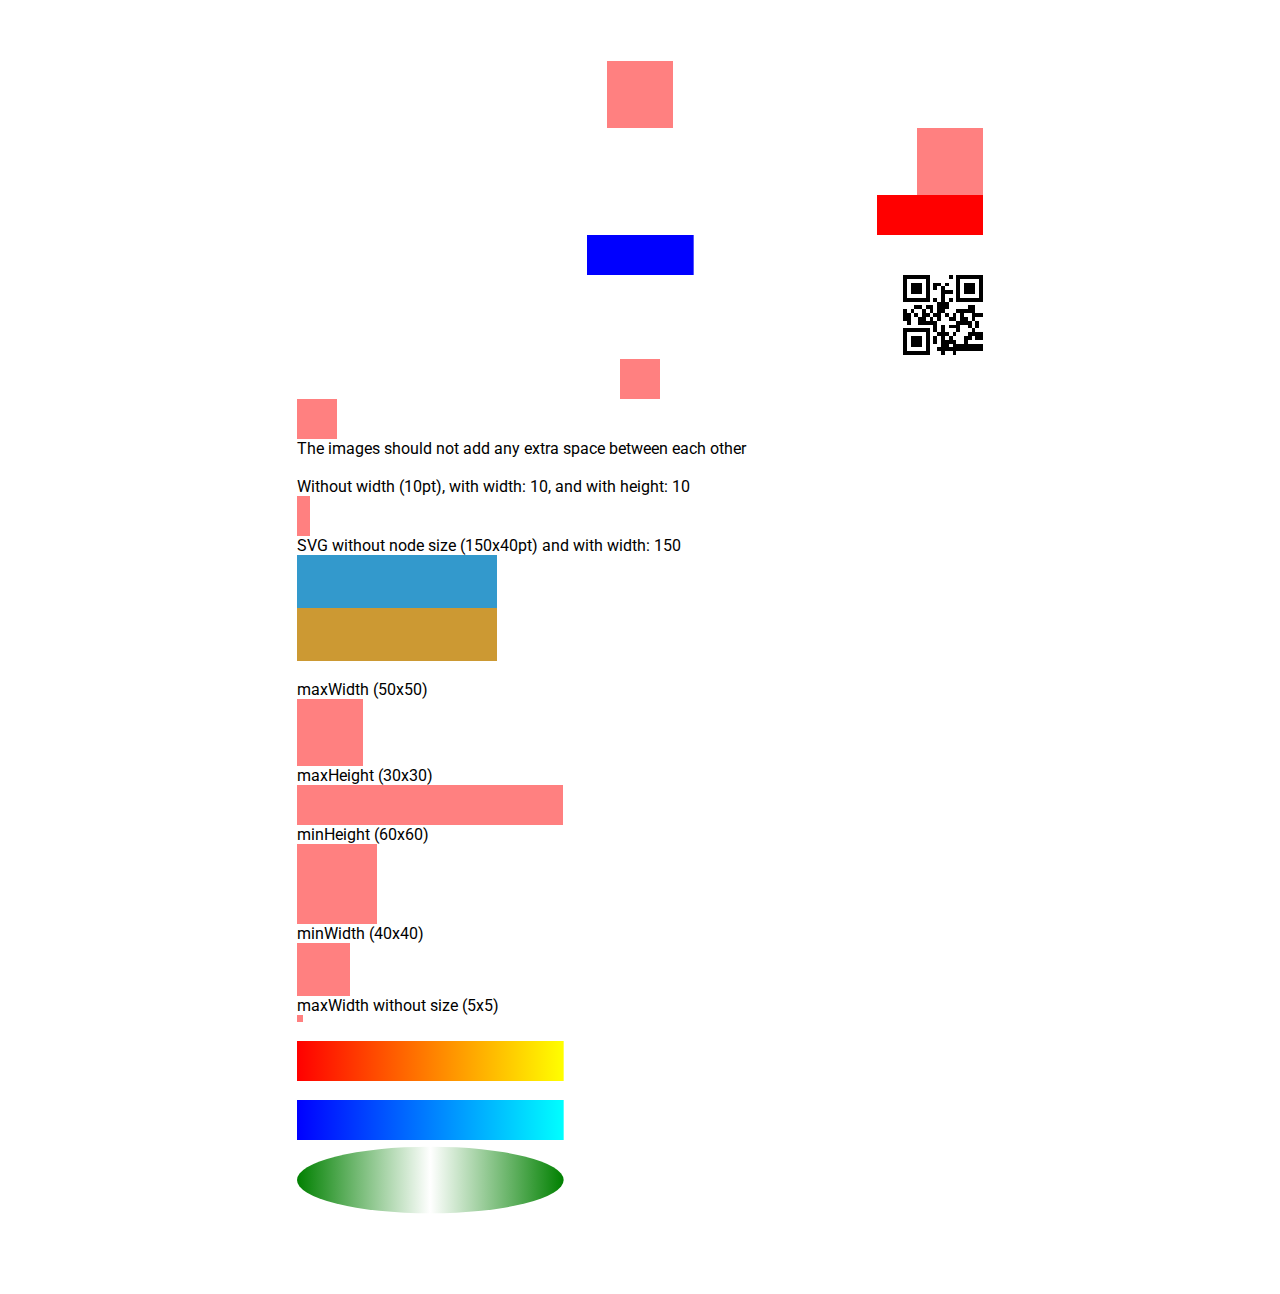 The images should not add any extra space between each other
Without width (10pt), with width: 10, and with height: 10
SVG without node size (150x40pt) and with width: 150
maxWidth (50x50)
maxHeight (30x30)
minHeight (60x60)
minWidth (40x40)
maxWidth without size (5x5)